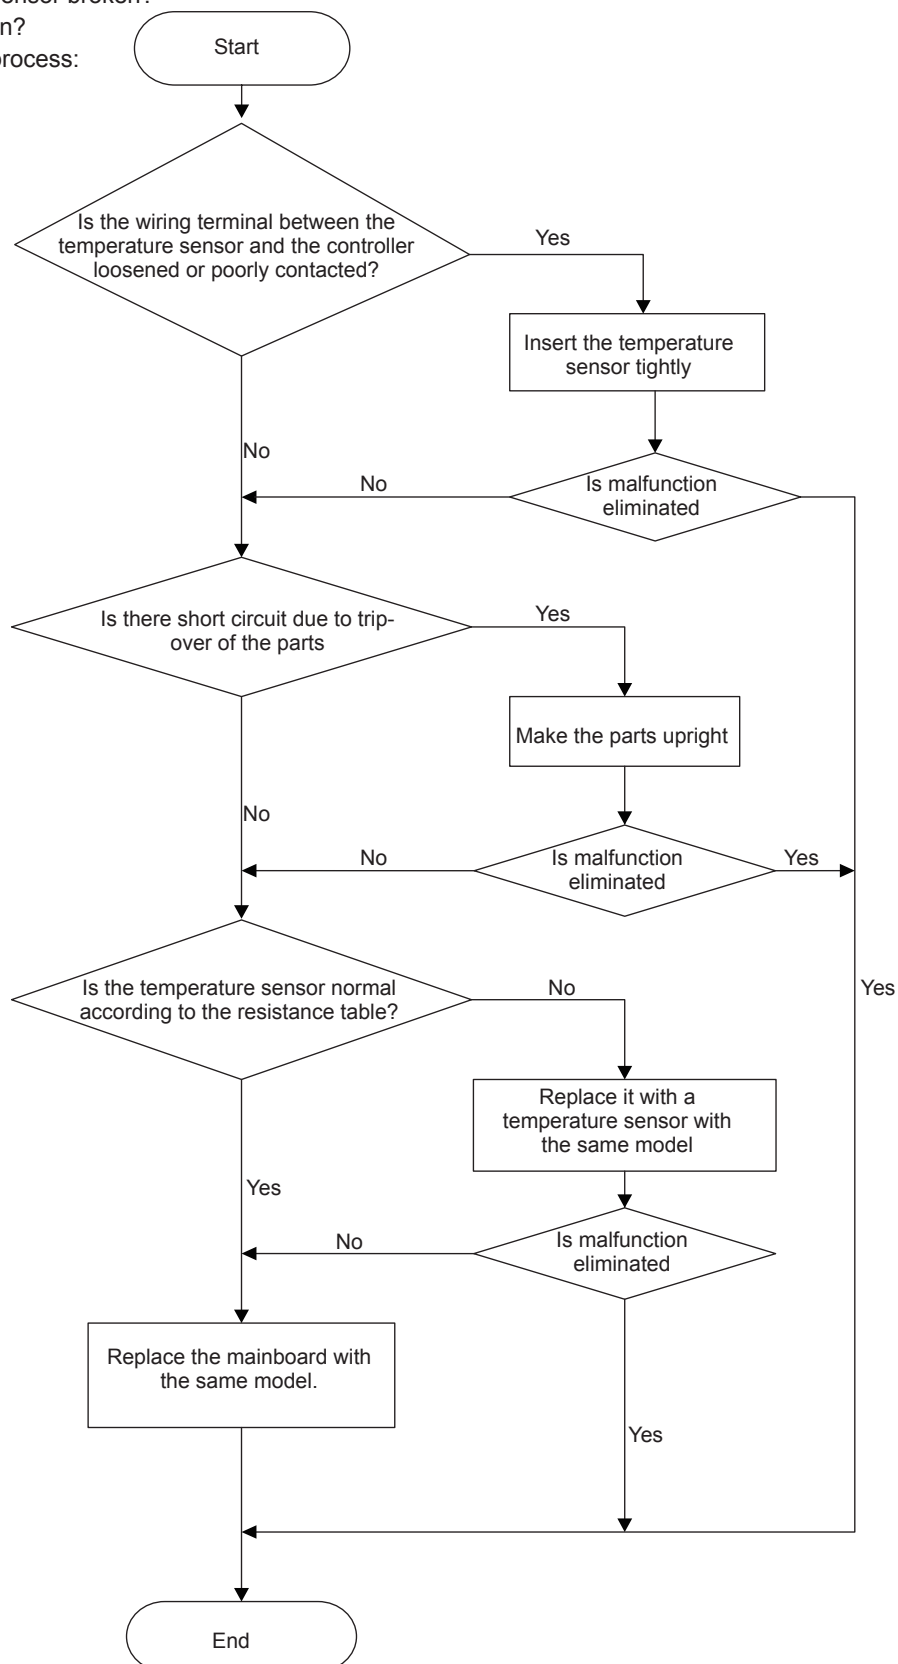 n?
process:
Start
Is the wiring terminal between the
temperature sensor and the controller
loosened or poorly contacted?
Yes
Insert the temperature
sensor tightly
No
No
Is malfunction
eliminated
Is there short circuit due to trip-
over of the parts
Yes
Make the parts upright
No
No
Is malfunction
eliminated
Yes
Is the temperature sensor normal
according to the resistance table?
No
Yes
Replace it with a
temperature sensor with
the same model
Yes
No
Is malfunction
eliminated
Replace the mainboard with
the same model.
Yes
End